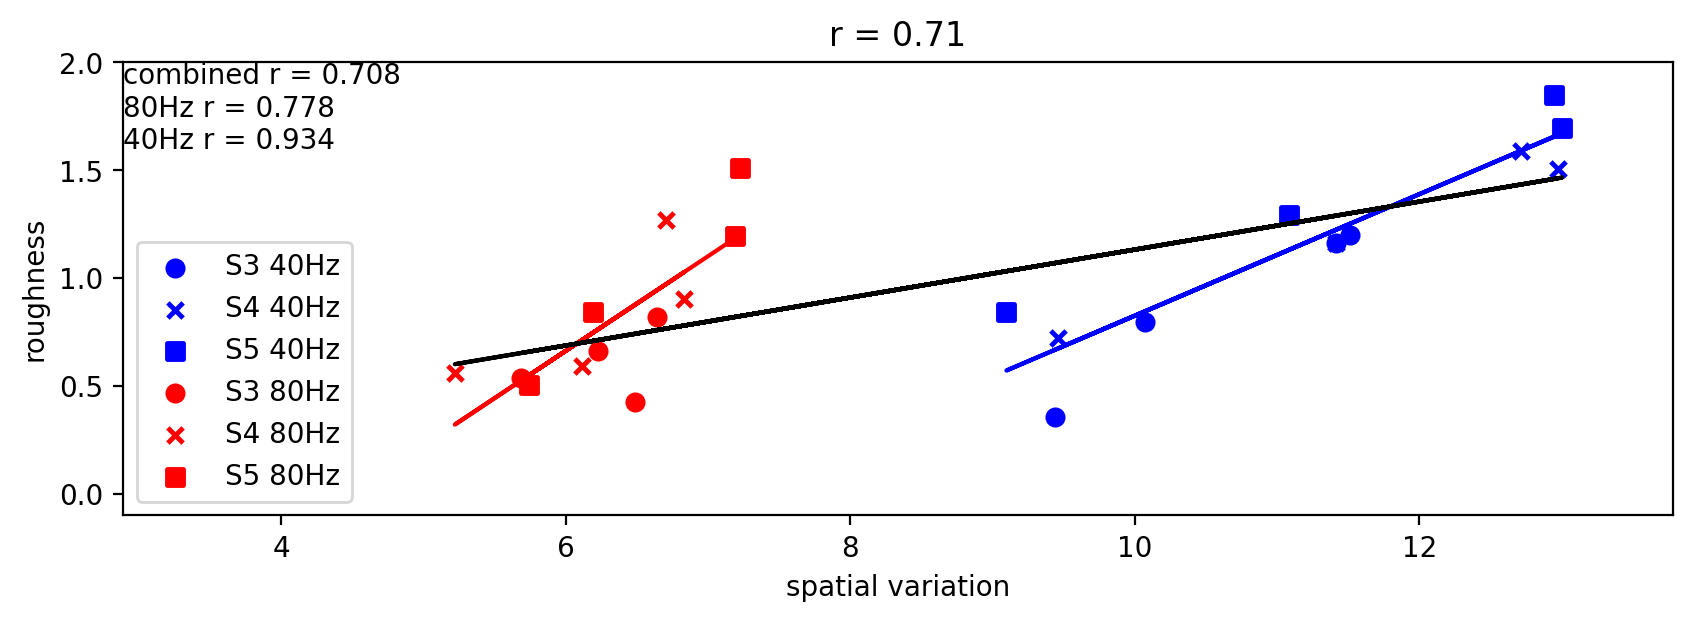 r = 0.71
combined r = 0.708
80Hz r = 0.778
40Hz r = 0.934
2.0
1.5
1.0
0.5
0.0
roughness
S3 40Hz
S4 40Hz
S5 40Hz
S3 80Hz
S4 80Hz
S5 80Hz
4 6 8 10 12
spatial variation